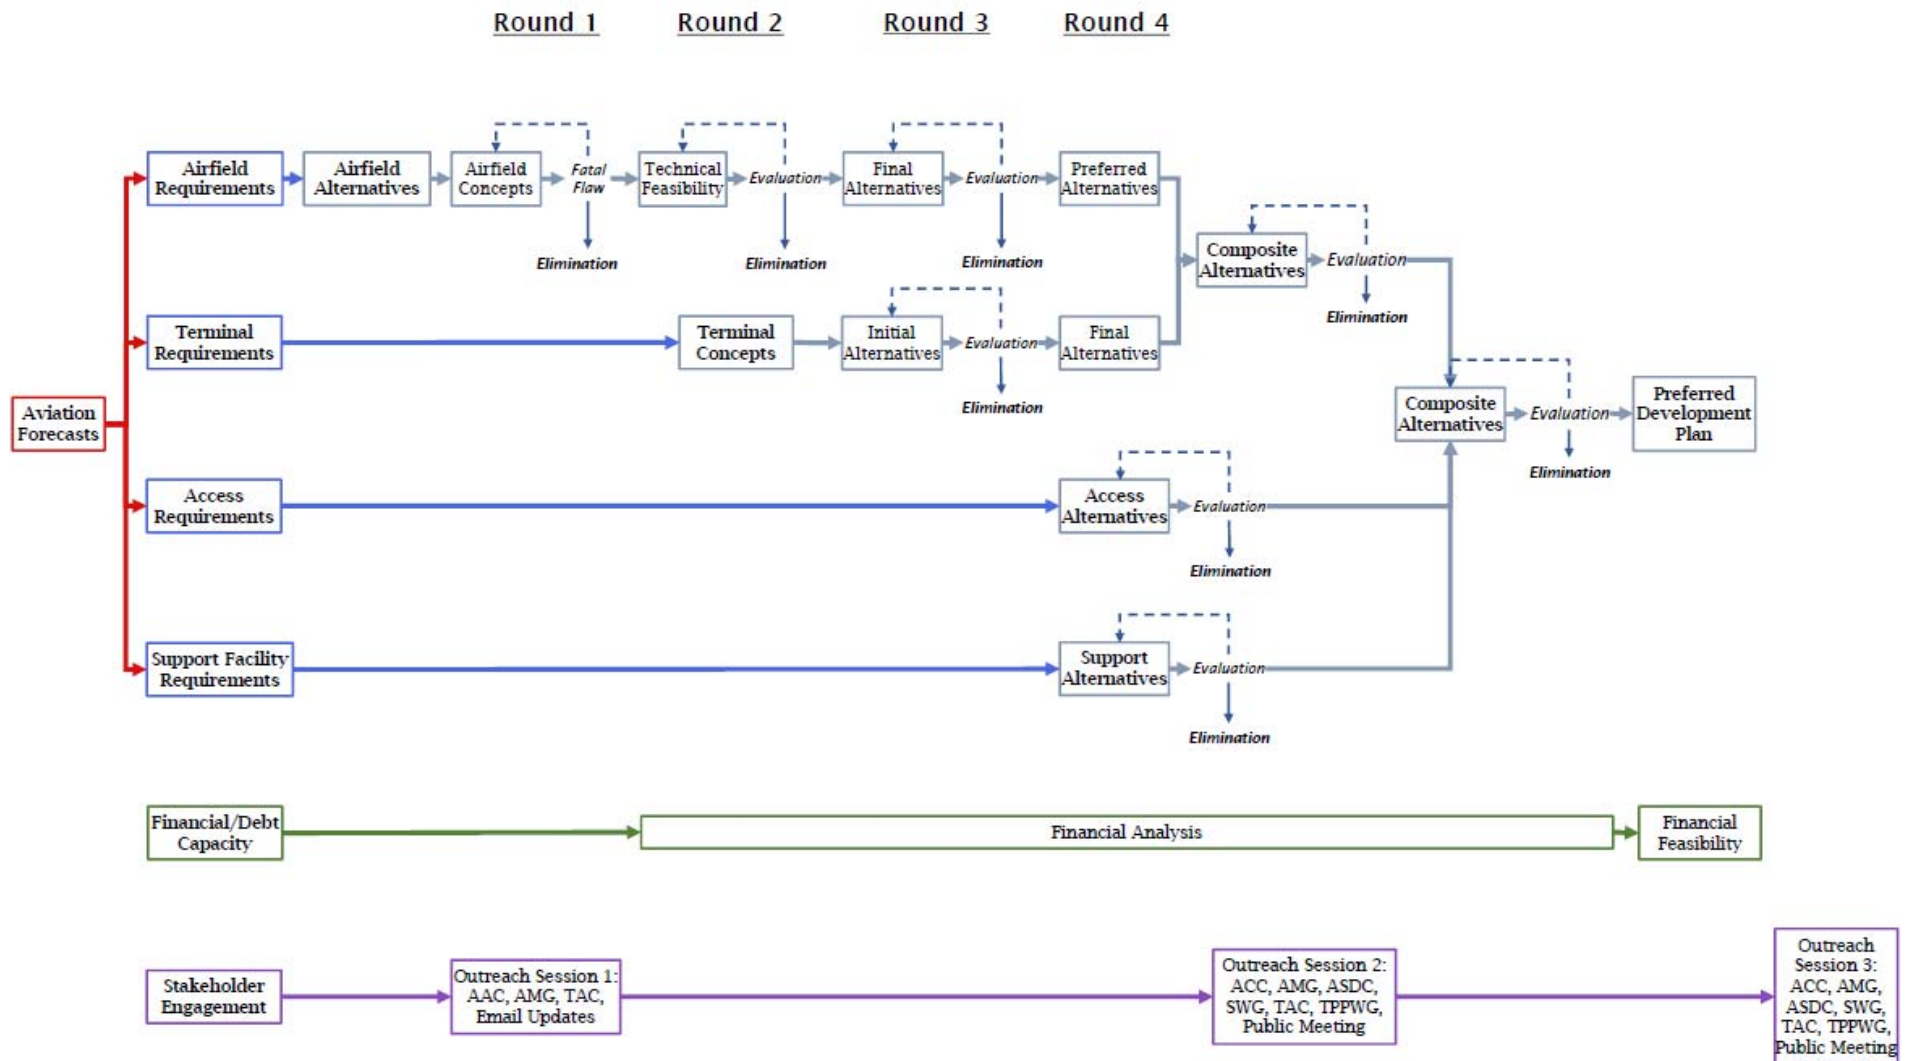 Round 1
Round 2
Round 3
Round 4
Airfield
Requirements
Airfield
Alternatives
Airfield
Concepts
Fatal
Flaw
Technical
Feasibility
Evaluation
Final
Alternatives
Evaluation
Preferred
Alternatives
Elimination
Elimination
Elimination
Composite
Alternatives
Evaluation
Elimination
Terminal
Requirements
Terminal
Concepts
Initial
Alternatives
Evaluation
Final
Alternatives
Elimination
Aviation
Forecasts
Composite
Alternatives
Evaluation
Preferred
Development
Plan
Elimination
Access
Requirements
Access
Alternatives
Evaluation
Elimination
Support Facility
Requirements
Support
Alternatives
Evaluation
Elimination
Financial/Debt
Capacity
Financial Analysis
Financial
Feasibility
Stakeholder
Engagement
Outreach Session 1:
AAC, AMG, TAC,
Email Updates
Outreach Session 2:
ACC, AMG, ASDC,
SWG, TAC, TPPWG,
Public Meeting
Outreach
Session 3:
ACC, AMG,
ASDC, SWG,
TAC, TPPWG,
Public Meeting